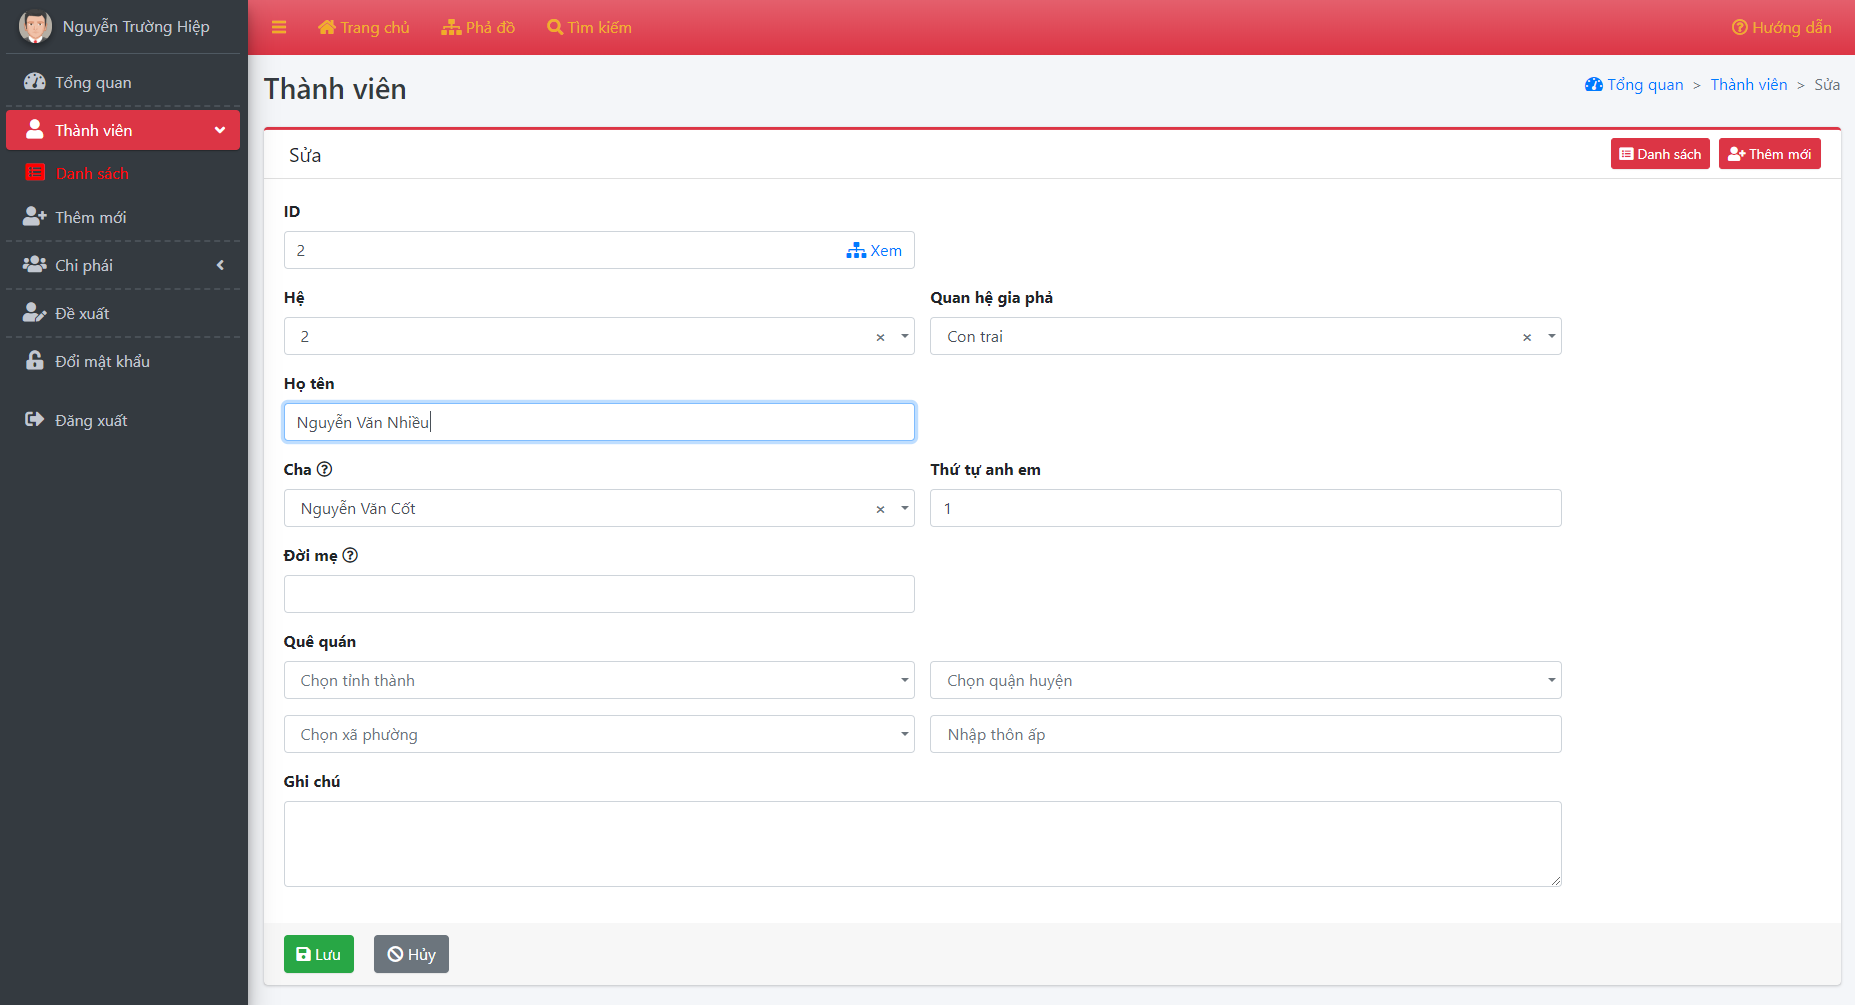 Nguyễn Trường Hiệp
Trang chủ Phả đồ Tìm kiếm Hướng dẫn
Tổng quan
Thành viên
Danh sách
Thêm mới
Chi phái
Đề xuất
Đổi mật khẩu
Đăng xuất
Thành viên
Tổng quan > Thành viên > Sửa
Sửa
Danh sách Thêm mới
ID
2 Xem
Hệ Quan hệ gia phả
2 × Con trai ×
Họ tên
Nguyễn Văn Nhiều
Cha Thứ tự anh em
Nguyễn Văn Cốt × 1
Đời mẹ
Quê quán
Chọn tỉnh thành Chọn quận huyện
Chọn xã phường Nhập thôn ấp
Ghi chú
Lưu Hủy